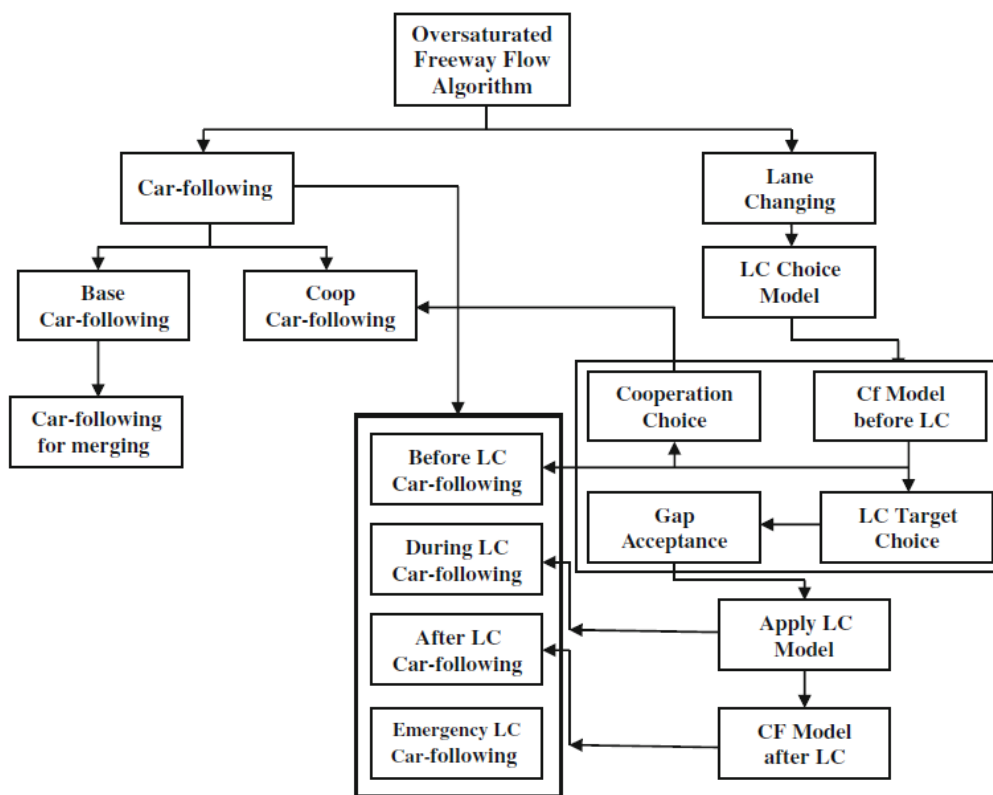 Oversaturated
Freeway Flow
Algorithm
Car-following
Lane
Changing
Base
Car-following
Coop
Car-following
LC Choice
Model
Car-following
for merging
Cooperation
Choice
Cf Model
before LC
Before LC
Car-following
Gap
Acceptance
LC Target
Choice
During LC
Car-following
After LC
Car-following
Apply LC
Model
Emergency LC
Car-following
CF Model
after LC